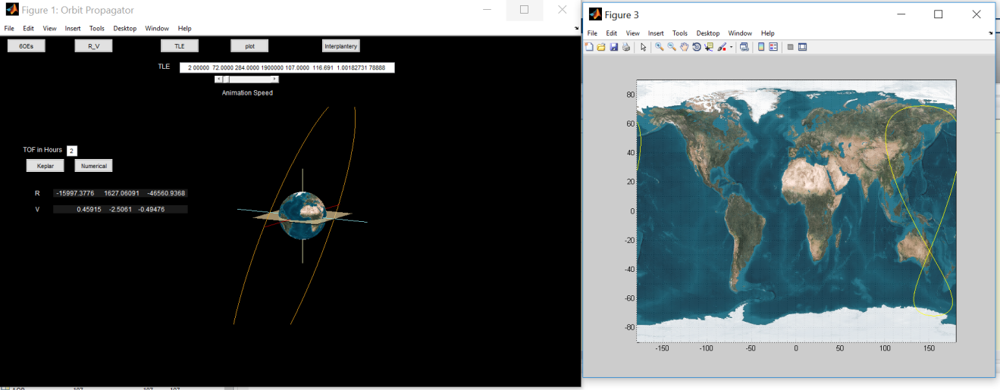 Figure 1: Orbit Propagator
File Edit View Insert Tools Desktop Window Help
6OEs R_V TLE plot Interplantery
TLE 2 00000 72.0000 284.0000 1900000 107.0000 116.691 1.00182731 78888
Animation Speed
TOF in Hours 2
Keplar Numerical
R -15997.3776 1627.06091 -46560.9368
V 0.45915 -2.5061 -0.49476
Figure 3
File Edit View Insert Tools Desktop Window Help
80
60
40
20
0
-20
-40
-60
-80
-150 -100 -50 0 50 100 150